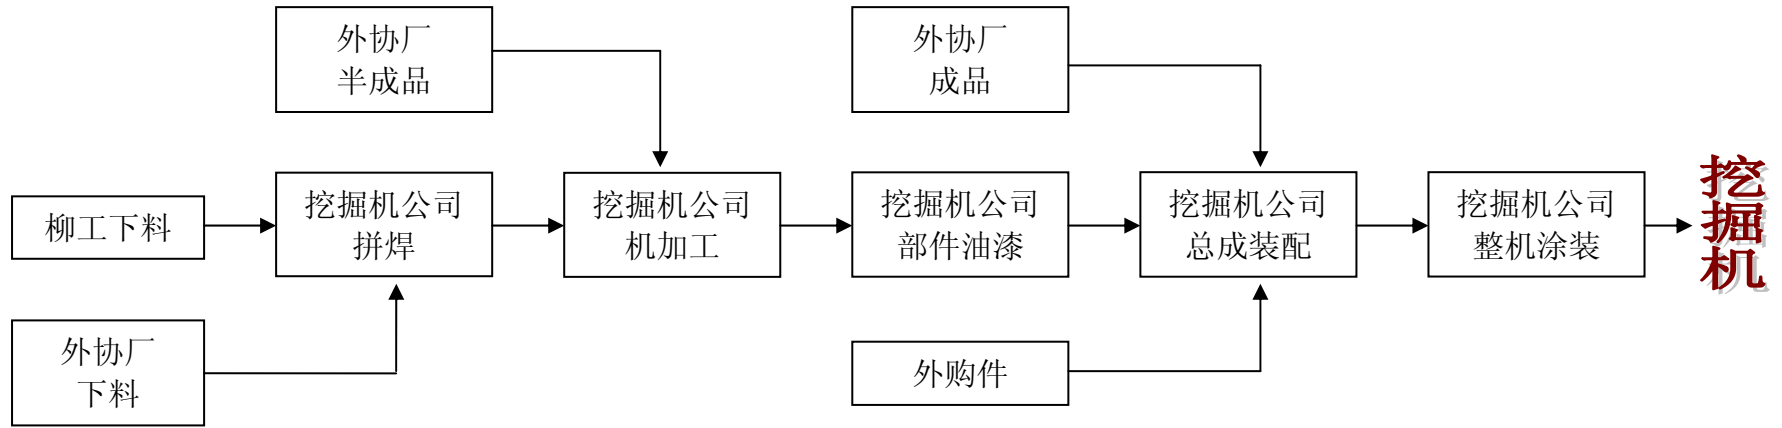 外协厂
半成品
外协厂
成品
柳工下料
挖掘机公司
拼焊
挖掘机公司
机加工
挖掘机公司
部件油漆
挖掘机公司
总成装配
挖掘机公司
整机涂装
挖掘机
外协厂
下料
外购件